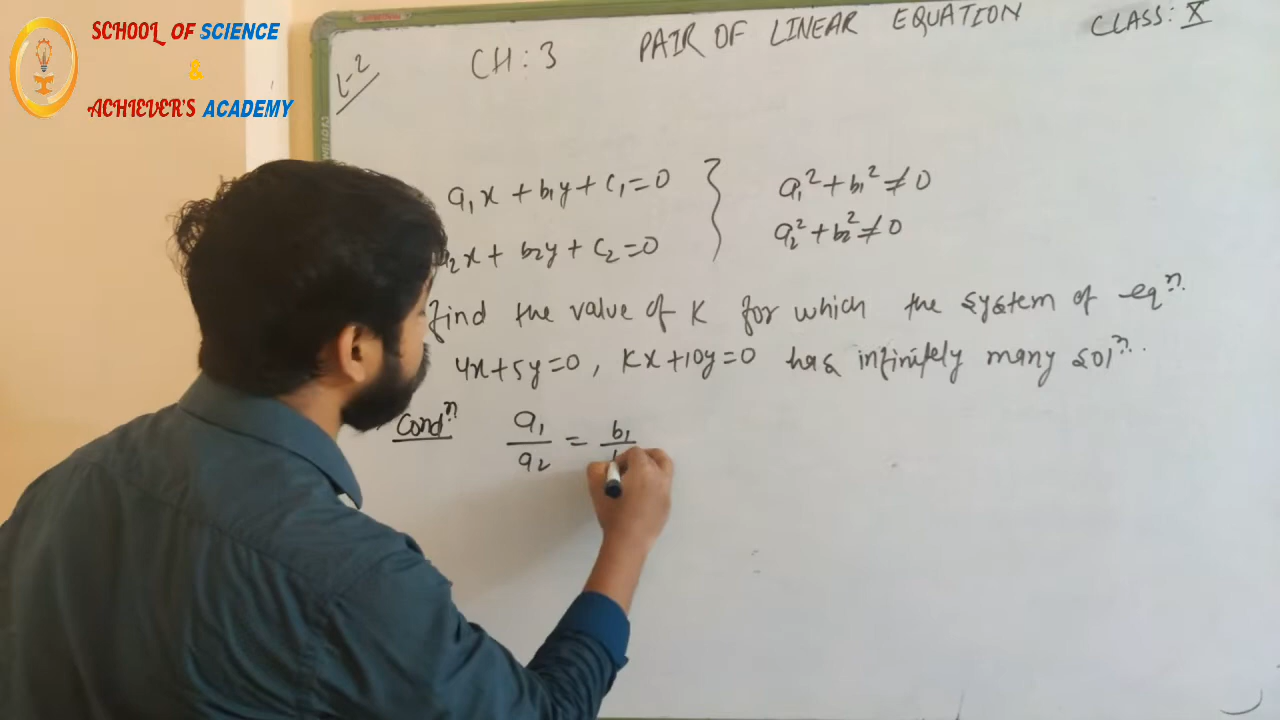 SCHOOL OF SCIENCE
&
ACHIEVER'S ACADEMY
L-2
CH : 3 PAIR OF LINEAR EQUATION CLASS: X
a₁x + b₁y + c₁ = 0 a₁² + b₁² ≠ 0
₂x + b₂y + c₂ = 0 a₂² + b₂² ≠ 0
find the value of K for which the system of eqⁿ.
4x+5y=0, Kx+10y=0 has infinitely many solⁿ..
Condⁿ a₁/a₂ = b₁/